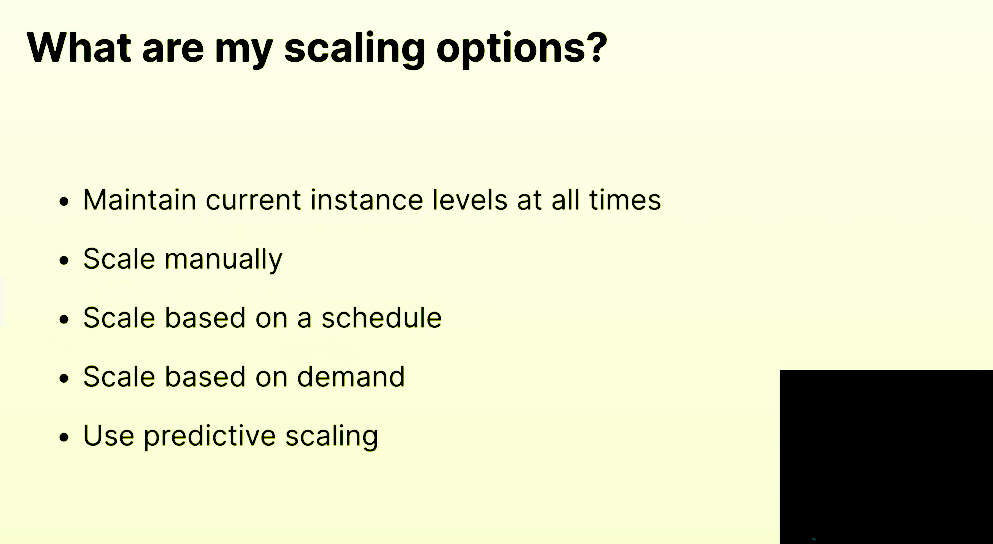 What are my scaling options?
• Maintain current instance levels at all times
• Scale manually
• Scale based on a schedule
• Scale based on demand
• Use predictive scaling